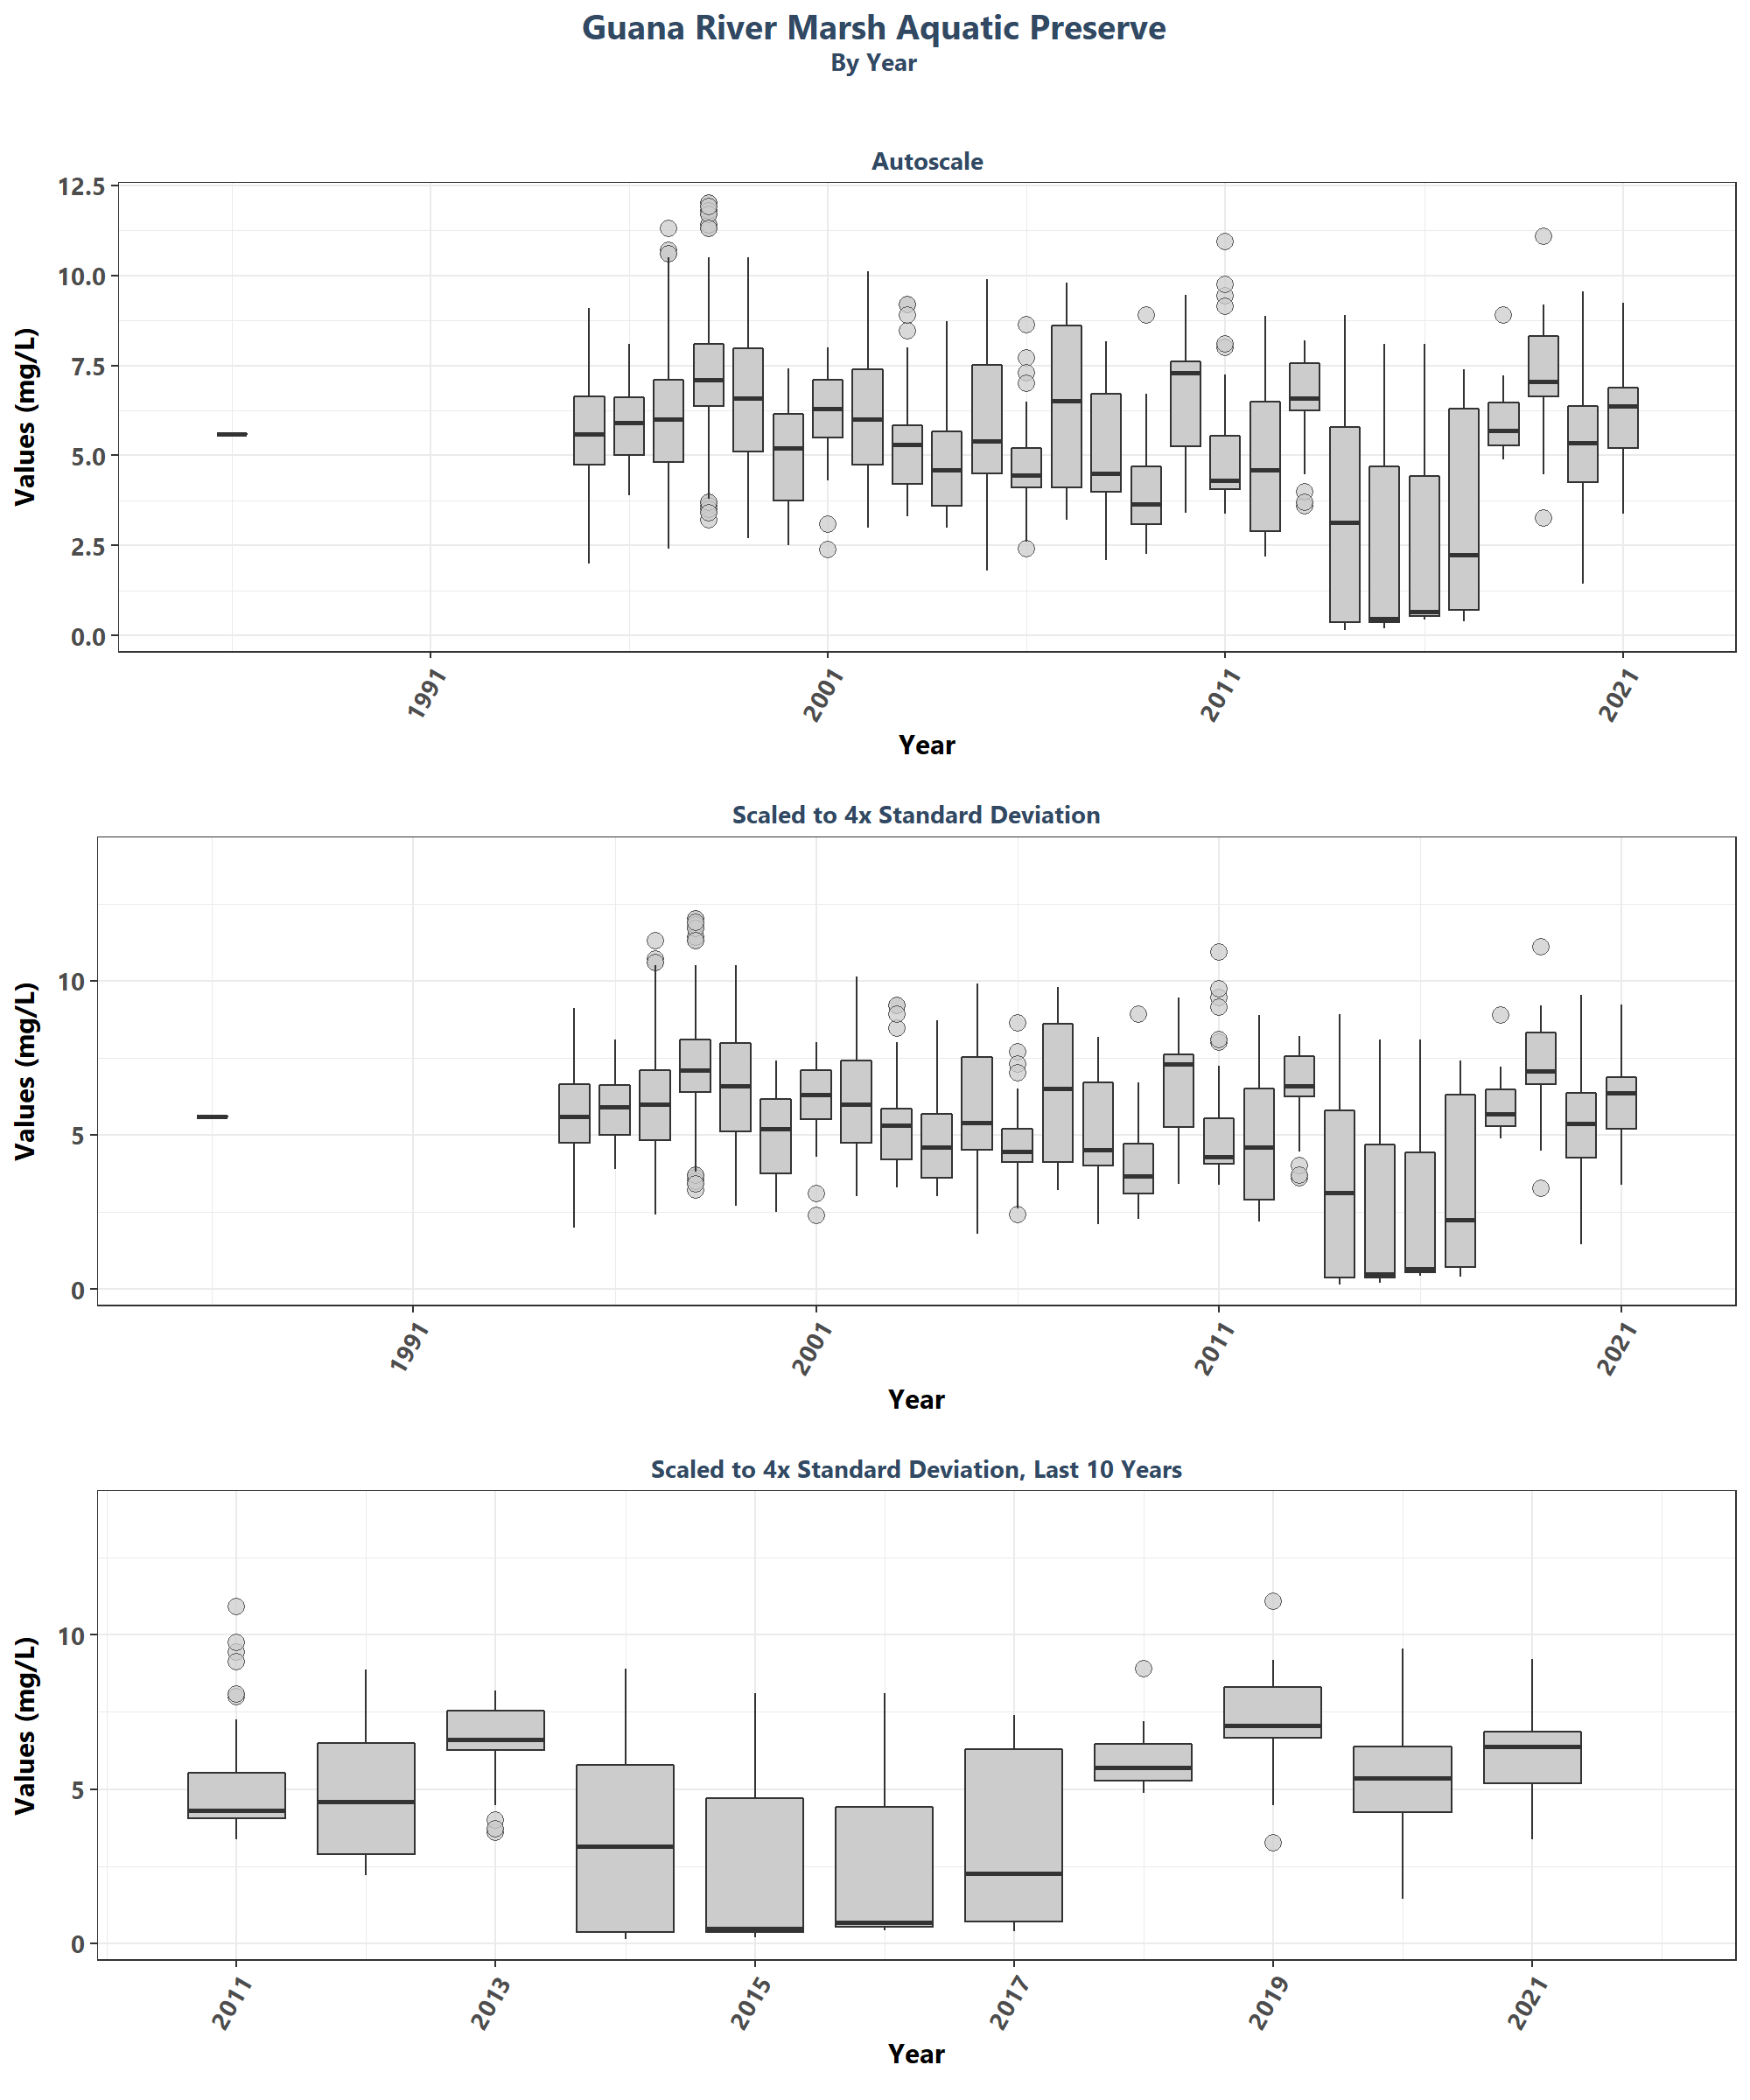 Guana River Marsh Aquatic Preserve
By Year
Autoscale
12.5
10.0
7.5
5.0
2.5
0.0
Values (mg/L)
1991
2001
2011
2021
Year
Scaled to 4x Standard Deviation
10
5
0
Values (mg/L)
1991
2001
2011
2021
Year
Scaled to 4x Standard Deviation, Last 10 Years
10
5
0
Values (mg/L)
2011
2013
2015
2017
2019
2021
Year